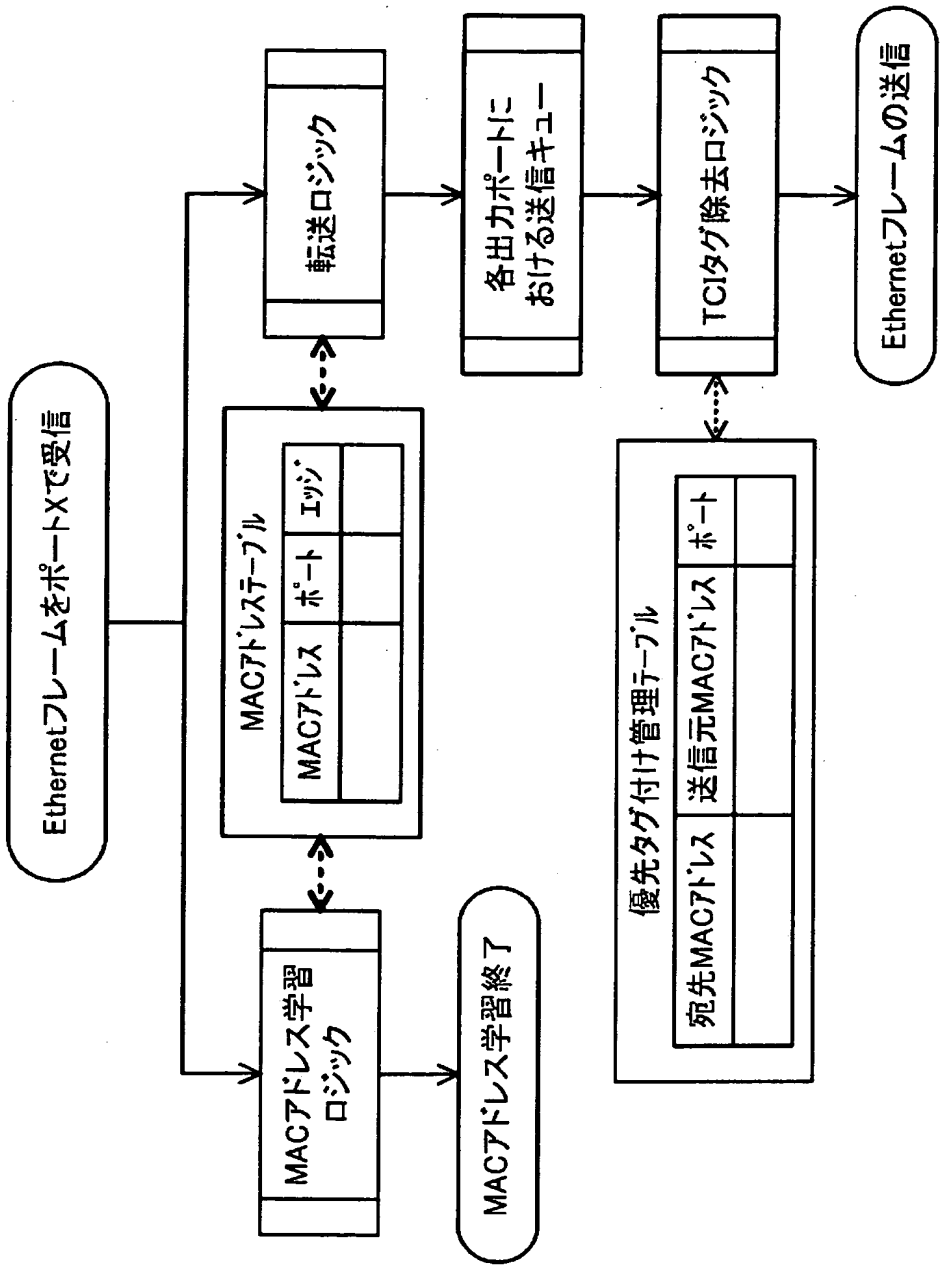 Ethernetフレームをポートxで受信
MACアドレス学習
ロジック
MACアドレス学習終了
MACアドレステーブル
MACアドレス ポート エッジ
転送ロジック
各出力ポートに
おける送信キュー
優先タグ付け管理テーブル
宛先MACアドレス 送信元MACアドレス ポート
TCIタグ除去ロジック
Ethernetフレームの送信